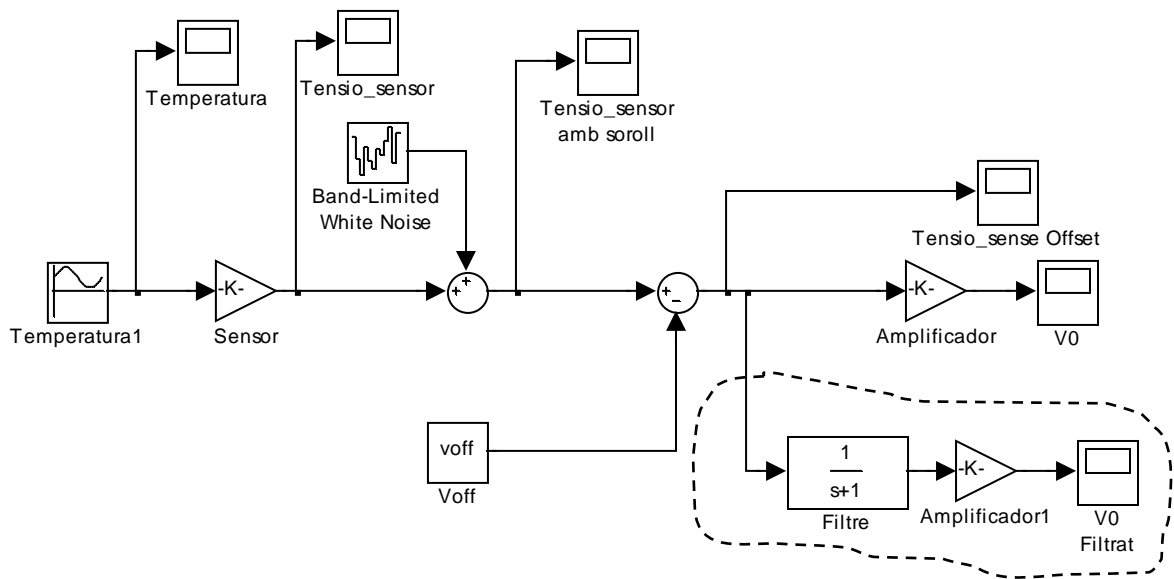 Temperatura
Tensio_sensor
Tensio_sensor
amb soroll
Band-Limited
White Noise
Tensio_sense Offset
-K-
-K-
Temperatura1
Sensor
Amplificador
V0
voff
Voff
1
s+1
Filtre
-K-
Amplificador1
V0
Filtrat